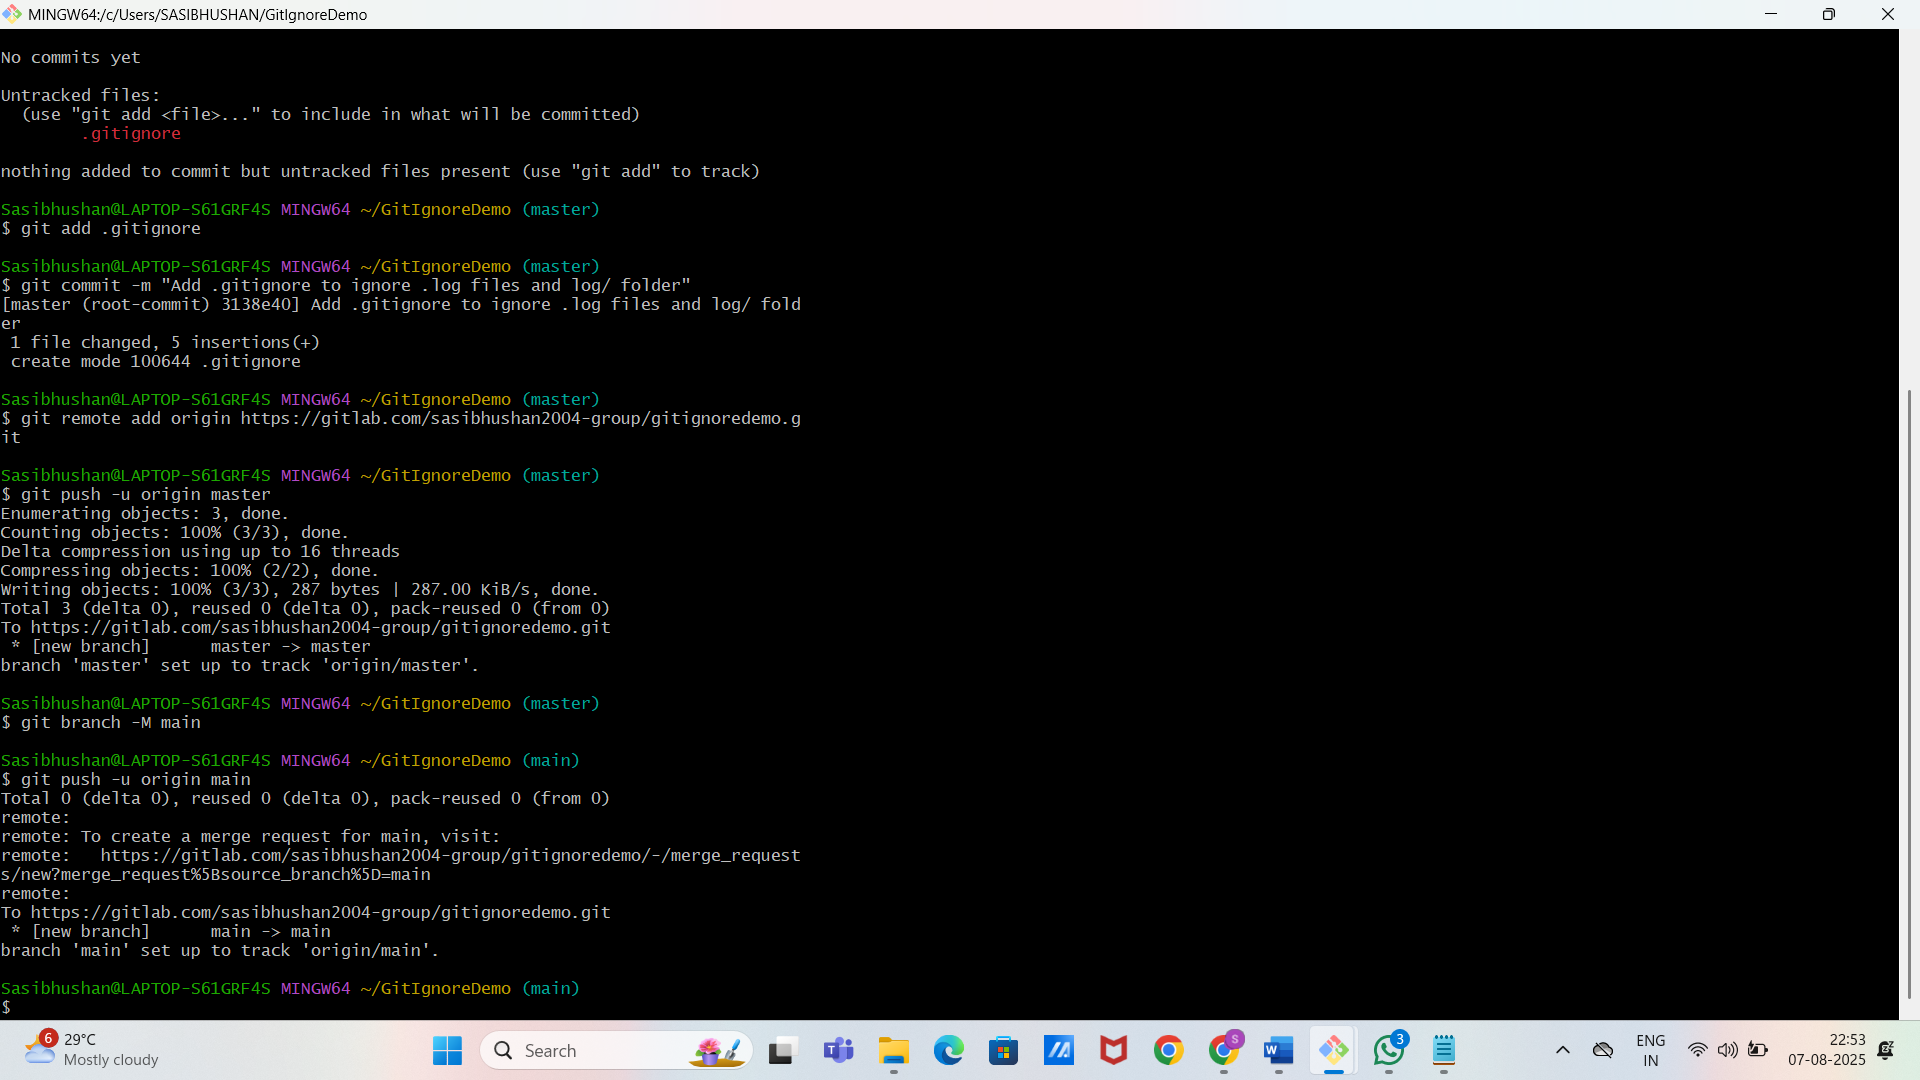 MINGW64:/c/Users/SASIBHUSHAN/GitIgnoreDemo
No commits yet
Untracked files:
(use "git add <file>..." to include in what will be committed)
.gitignore
nothing added to commit but untracked files present (use "git add" to track)
Sasibhushan@LAPTOP-S61GRF4S MINGW64 ~/GitIgnoreDemo (master)
$ git add .gitignore
Sasibhushan@LAPTOP-S61GRF4S MINGW64 ~/GitIgnoreDemo (master)
$ git commit -m "Add .gitignore to ignore .log files and log/ folder"
[master (root-commit) 3138e40] Add .gitignore to ignore .log files and log/ fold
er
1 file changed, 5 insertions(+)
create mode 100644 .gitignore
Sasibhushan@LAPTOP-S61GRF4S MINGW64 ~/GitIgnoreDemo (master)
$ git remote add origin https://gitlab.com/sasibhushan2004-group/gitignoredemo.g
it
Sasibhushan@LAPTOP-S61GRF4S MINGW64 ~/GitIgnoreDemo (master)
$ git push -u origin master
Enumerating objects: 3, done.
Counting objects: 100% (3/3), done.
Delta compression using up to 16 threads
Compressing objects: 100% (2/2), done.
Writing objects: 100% (3/3), 287 bytes | 287.00 KiB/s, done.
Total 3 (delta 0), reused 0 (delta 0), pack-reused 0 (from 0)
To https://gitlab.com/sasibhushan2004-group/gitignoredemo.git
* [new branch]      master -> master
branch 'master' set up to track 'origin/master'.
Sasibhushan@LAPTOP-S61GRF4S MINGW64 ~/GitIgnoreDemo (master)
$ git branch -M main
Sasibhushan@LAPTOP-S61GRF4S MINGW64 ~/GitIgnoreDemo (main)
$ git push -u origin main
Total 0 (delta 0), reused 0 (delta 0), pack-reused 0 (from 0)
remote:
remote: To create a merge request for main, visit:
remote:   https://gitlab.com/sasibhushan2004-group/gitignoredemo/-/merge_request
s/new?merge_request%5Bsource_branch%5D=main
remote:
To https://gitlab.com/sasibhushan2004-group/gitignoredemo.git
* [new branch]      main -> main
branch 'main' set up to track 'origin/main'.
Sasibhushan@LAPTOP-S61GRF4S MINGW64 ~/GitIgnoreDemo (main)
$
6
29°C
Mostly cloudy
Search
S
W
3
ENG
IN
22:53
07-08-2025